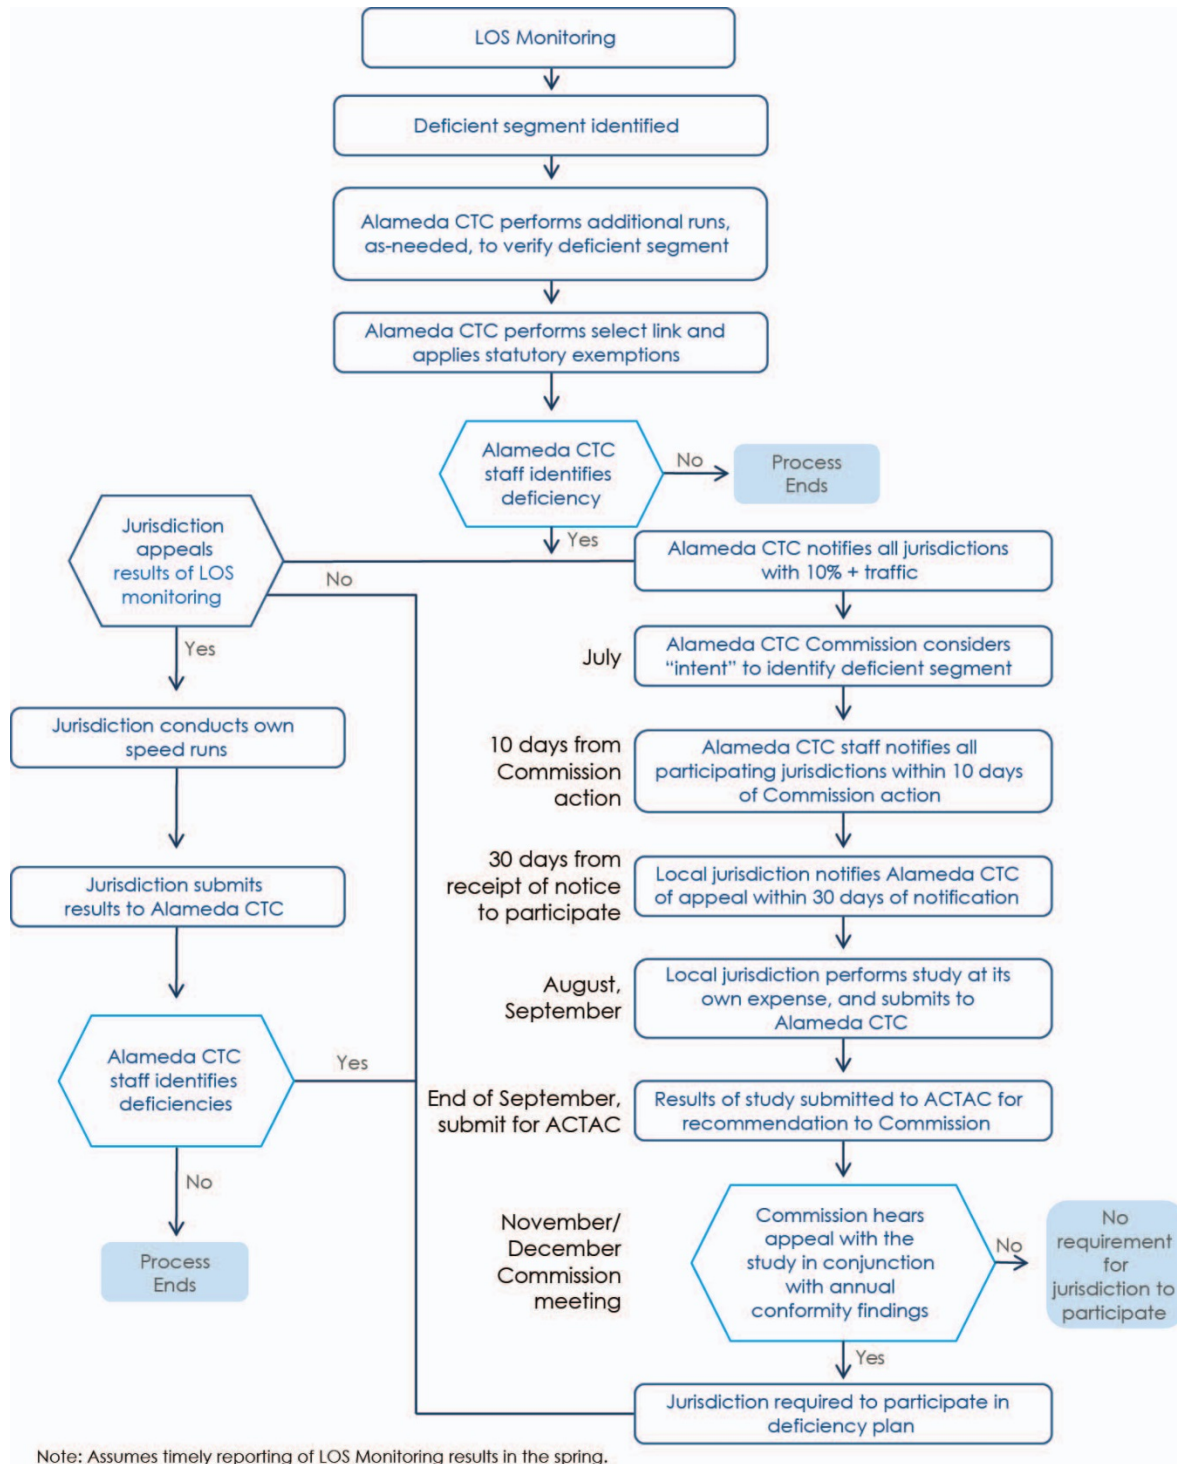 LOS Monitoring
Deficient segment identified
Alameda CTC performs additional runs,
as-needed, to verify deficient segment
Alameda CTC performs select link and
applies statutory exemptions
Alameda CTC
staff identifies
deficiency
No
Process
Ends
Yes
Jurisdiction
appeals
results of LOS
monitoring
No
Yes
Jurisdiction conducts own
speed runs
Jurisdiction submits
results to Alameda CTC
Alameda CTC
staff identifies
deficiencies
Yes
No
Process
Ends
Alameda CTC notifies all jurisdictions
with 10% + traffic
July
Alameda CTC Commission considers
“intent” to identify deficient segment
10 days from
Commission
action
Alameda CTC staff notifies all
participating jurisdictions within 10 days
of Commission action
30 days from
receipt of notice
to participate
Local jurisdiction notifies Alameda CTC
of appeal within 30 days of notification
August,
September
Local jurisdiction performs study at its
own expense, and submits to
Alameda CTC
End of September,
submit for ACTAC
Results of study submitted to ACTAC for
recommendation to Commission
November/
December
Commission
meeting
Commission hears
appeal with the
study in conjunction
with annual
conformity findings
No
No
requirement
for
jurisdiction to
participate
Yes
Jurisdiction required to participate in
deficiency plan
Note: Assumes timely reporting of LOS Monitoring results in the spring.